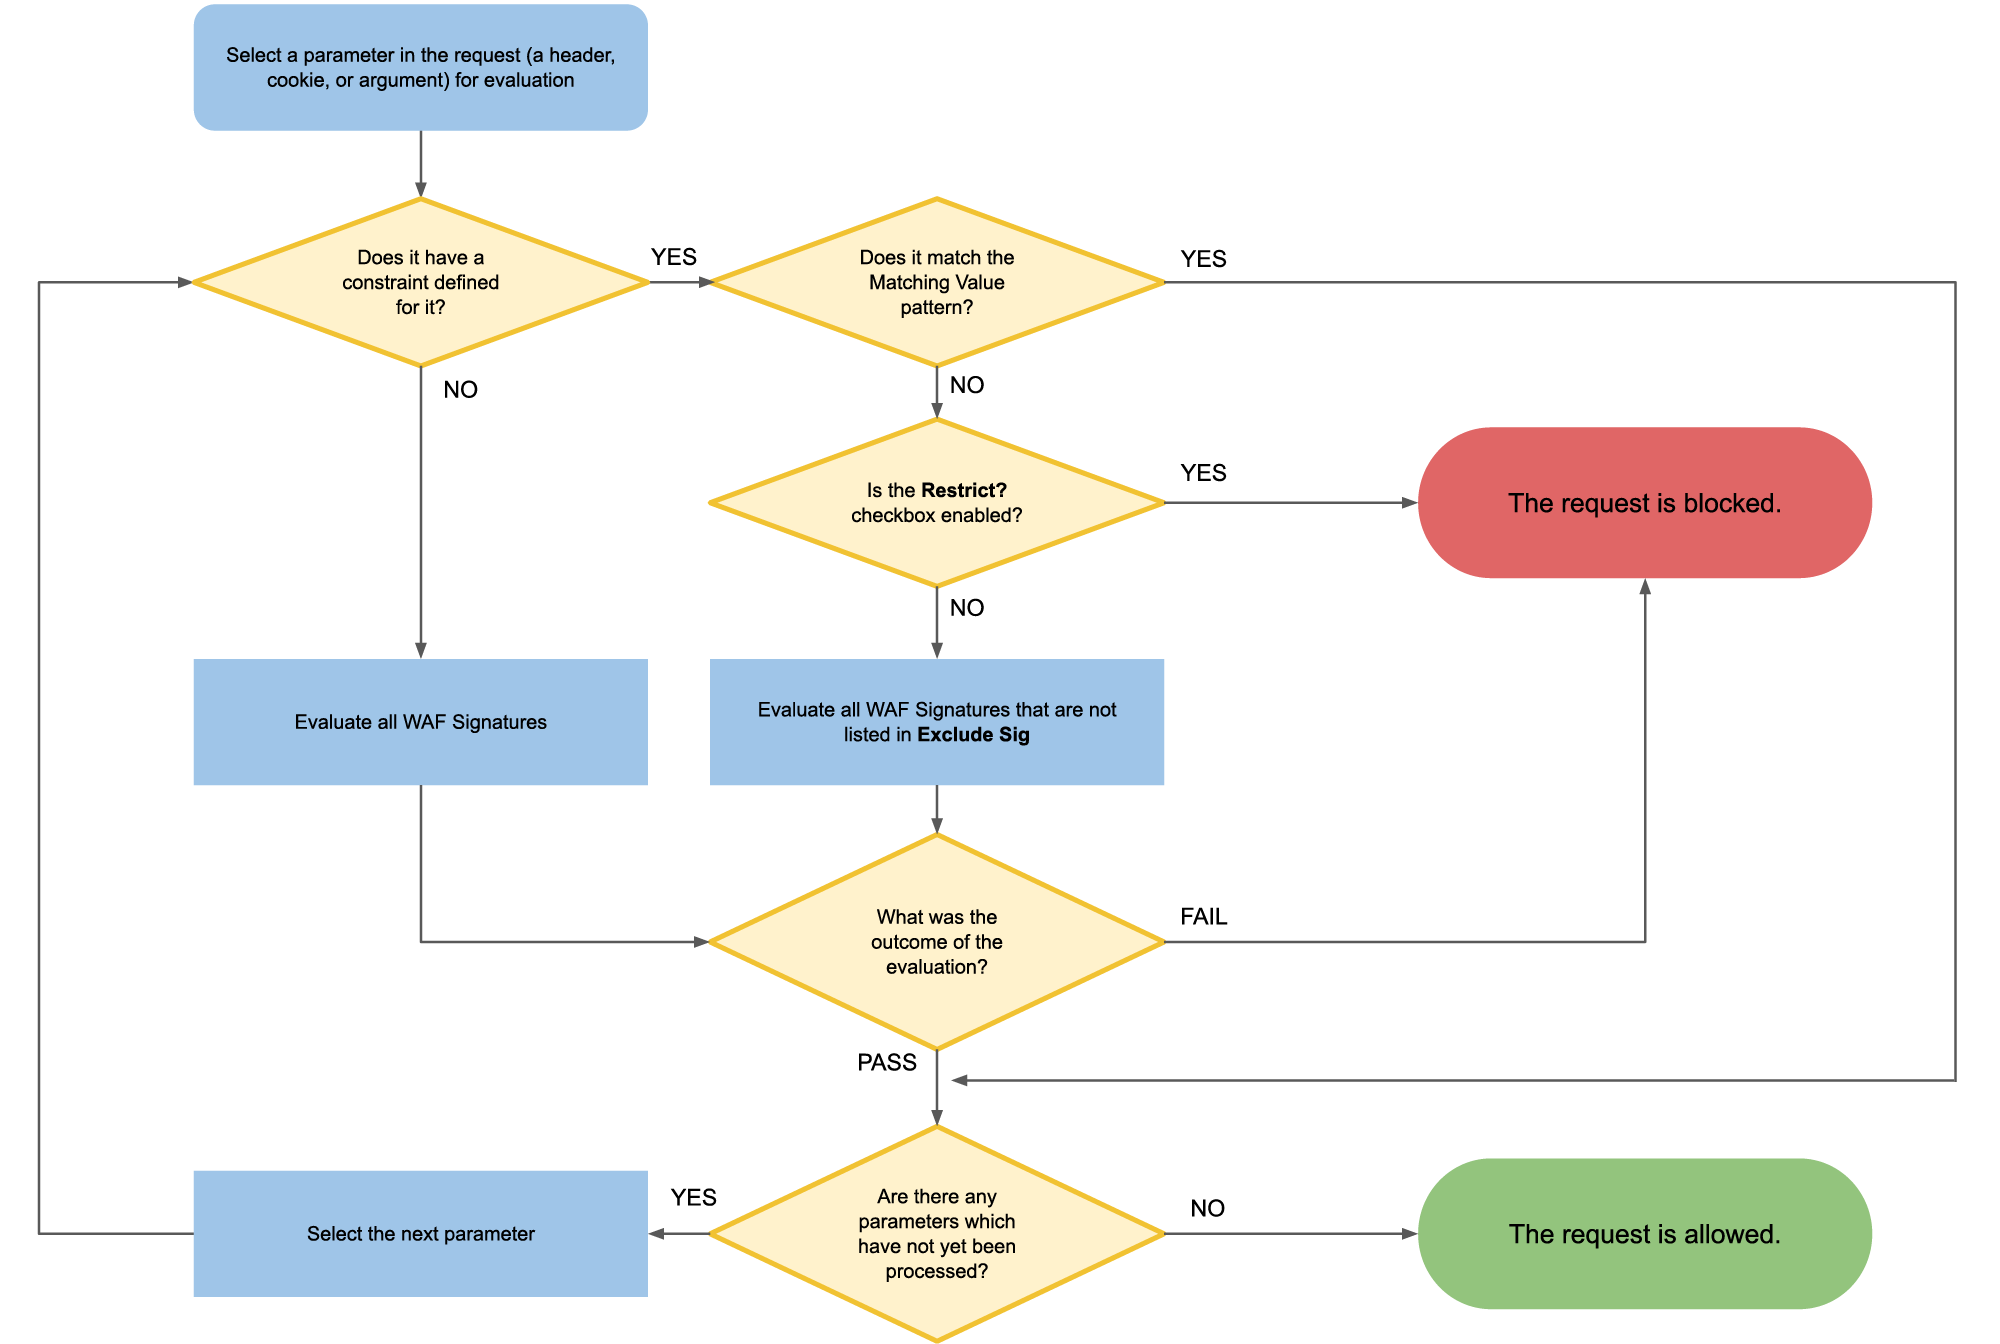 Select a parameter in the request (a header,
cookie, or argument) for evaluation
Does it have a
constraint defined
for it?
YES
Does it match the
Matching Value
pattern?
YES
NO
NO
Is the Restrict?
checkbox enabled?
YES
The request is blocked.
NO
Evaluate all WAF Signatures
Evaluate all WAF Signatures that are not
listed in Exclude Sig
What was the
outcome of the
evaluation?
FAIL
PASS
Select the next parameter
YES
Are there any
parameters which
have not yet been
processed?
NO
The request is allowed.